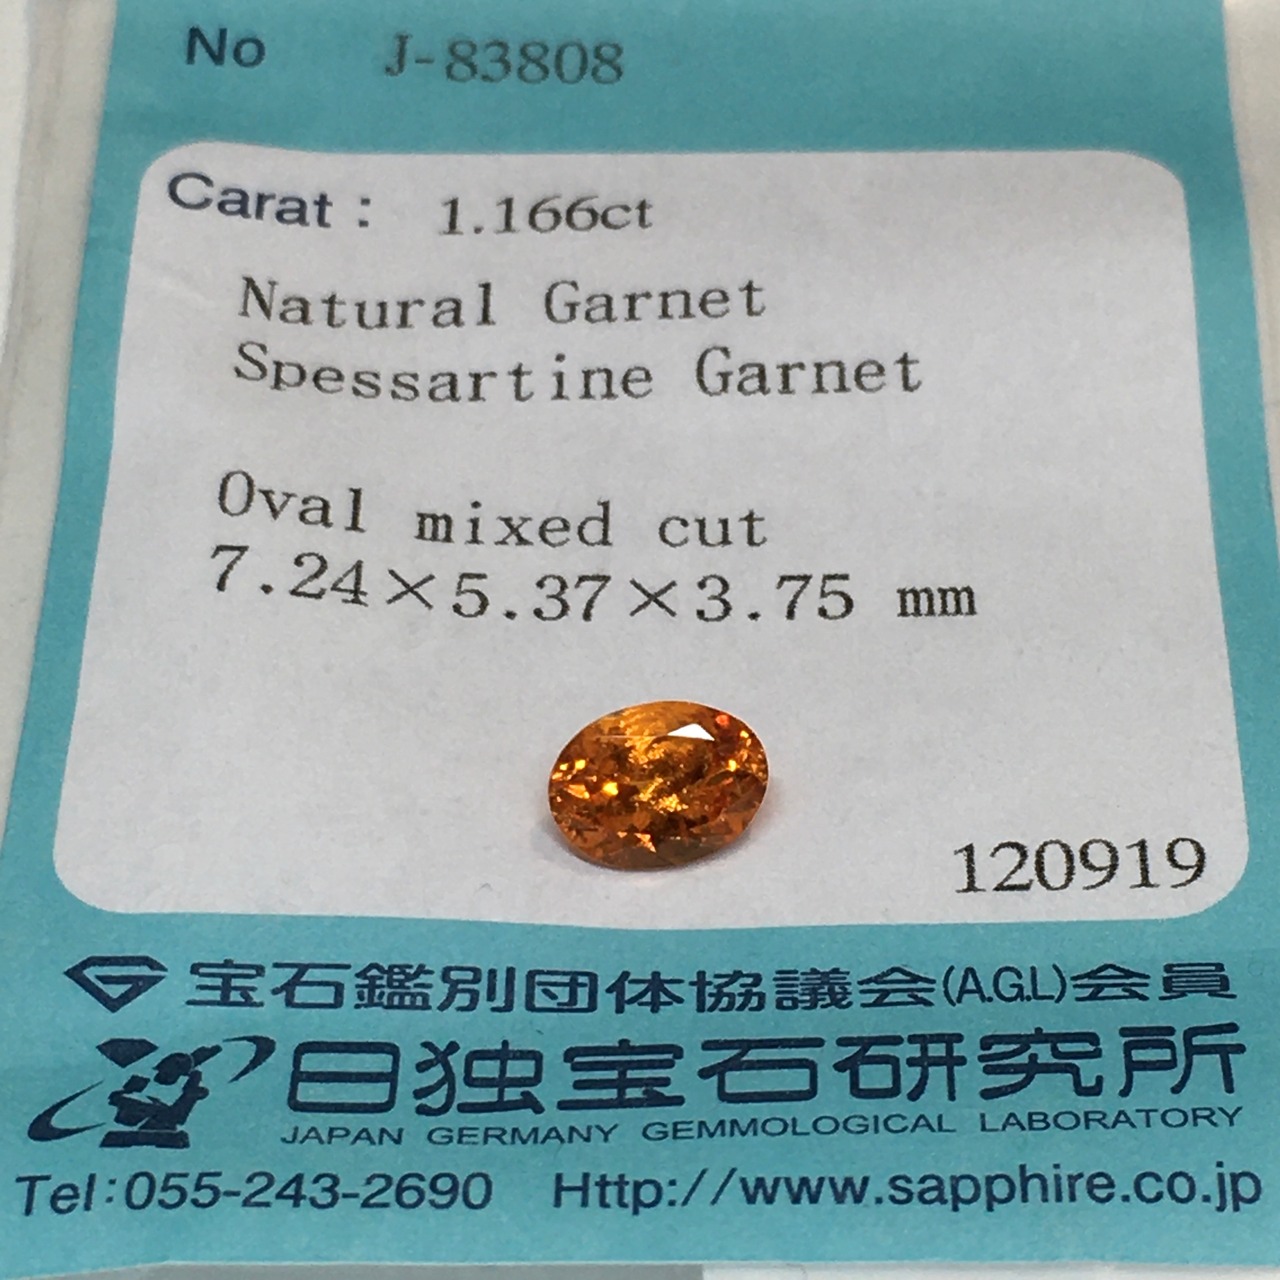 No J-83808
Carat : 1.166ct
Natural Garnet
Spessartine Garnet
Oval mixed cut
7.24×5.37×3.75 mm
120919
宝石鑑別団体協議会(A.G.L)会員
日独宝石研究所
JAPAN GERMANY GEMMOLOGICAL LABORATORY
Tel:055-243-2690 Http://www.sapphire.co.jp